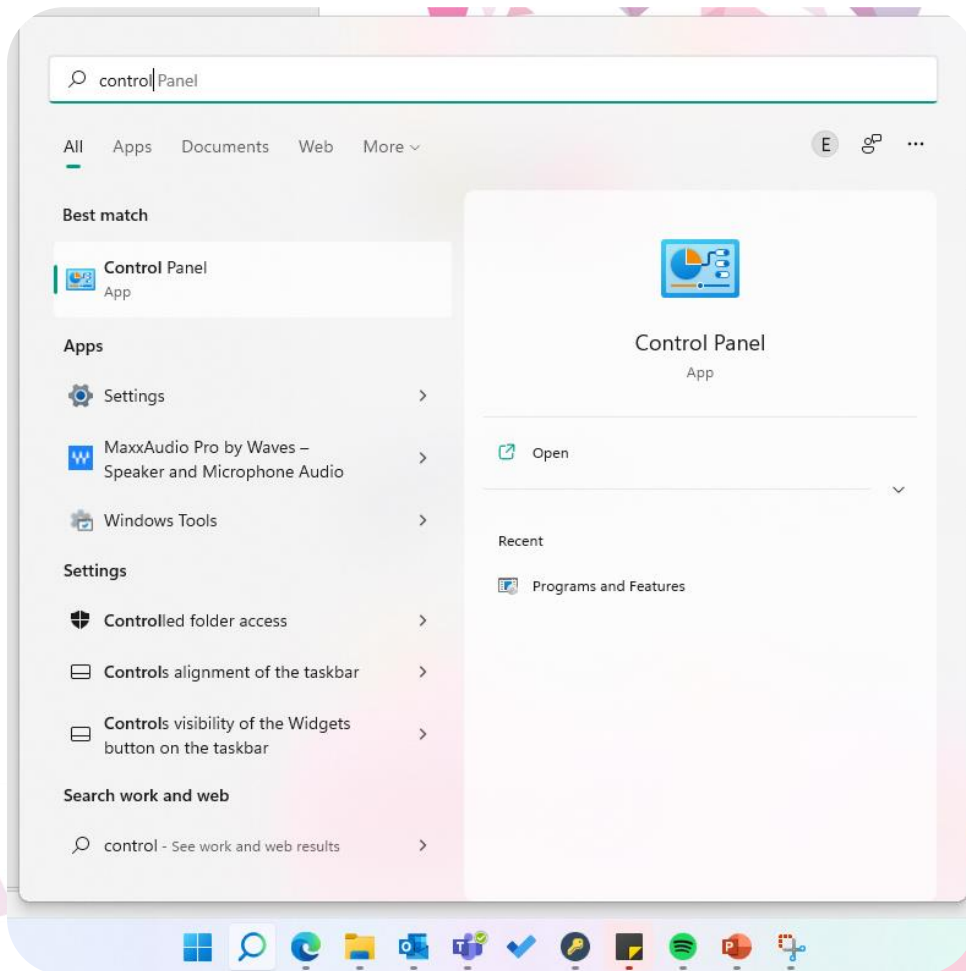 control Panel
All Apps Documents Web More
E
Best match
Control Panel
App
Apps
Settings
MaxxAudio Pro by Waves –
Speaker and Microphone Audio
Windows Tools
Settings
Controlled folder access
Controls alignment of the taskbar
Controls visibility of the Widgets
button on the taskbar
Search work and web
control - See work and web results
Control Panel
App
Open
Recent
Programs and Features